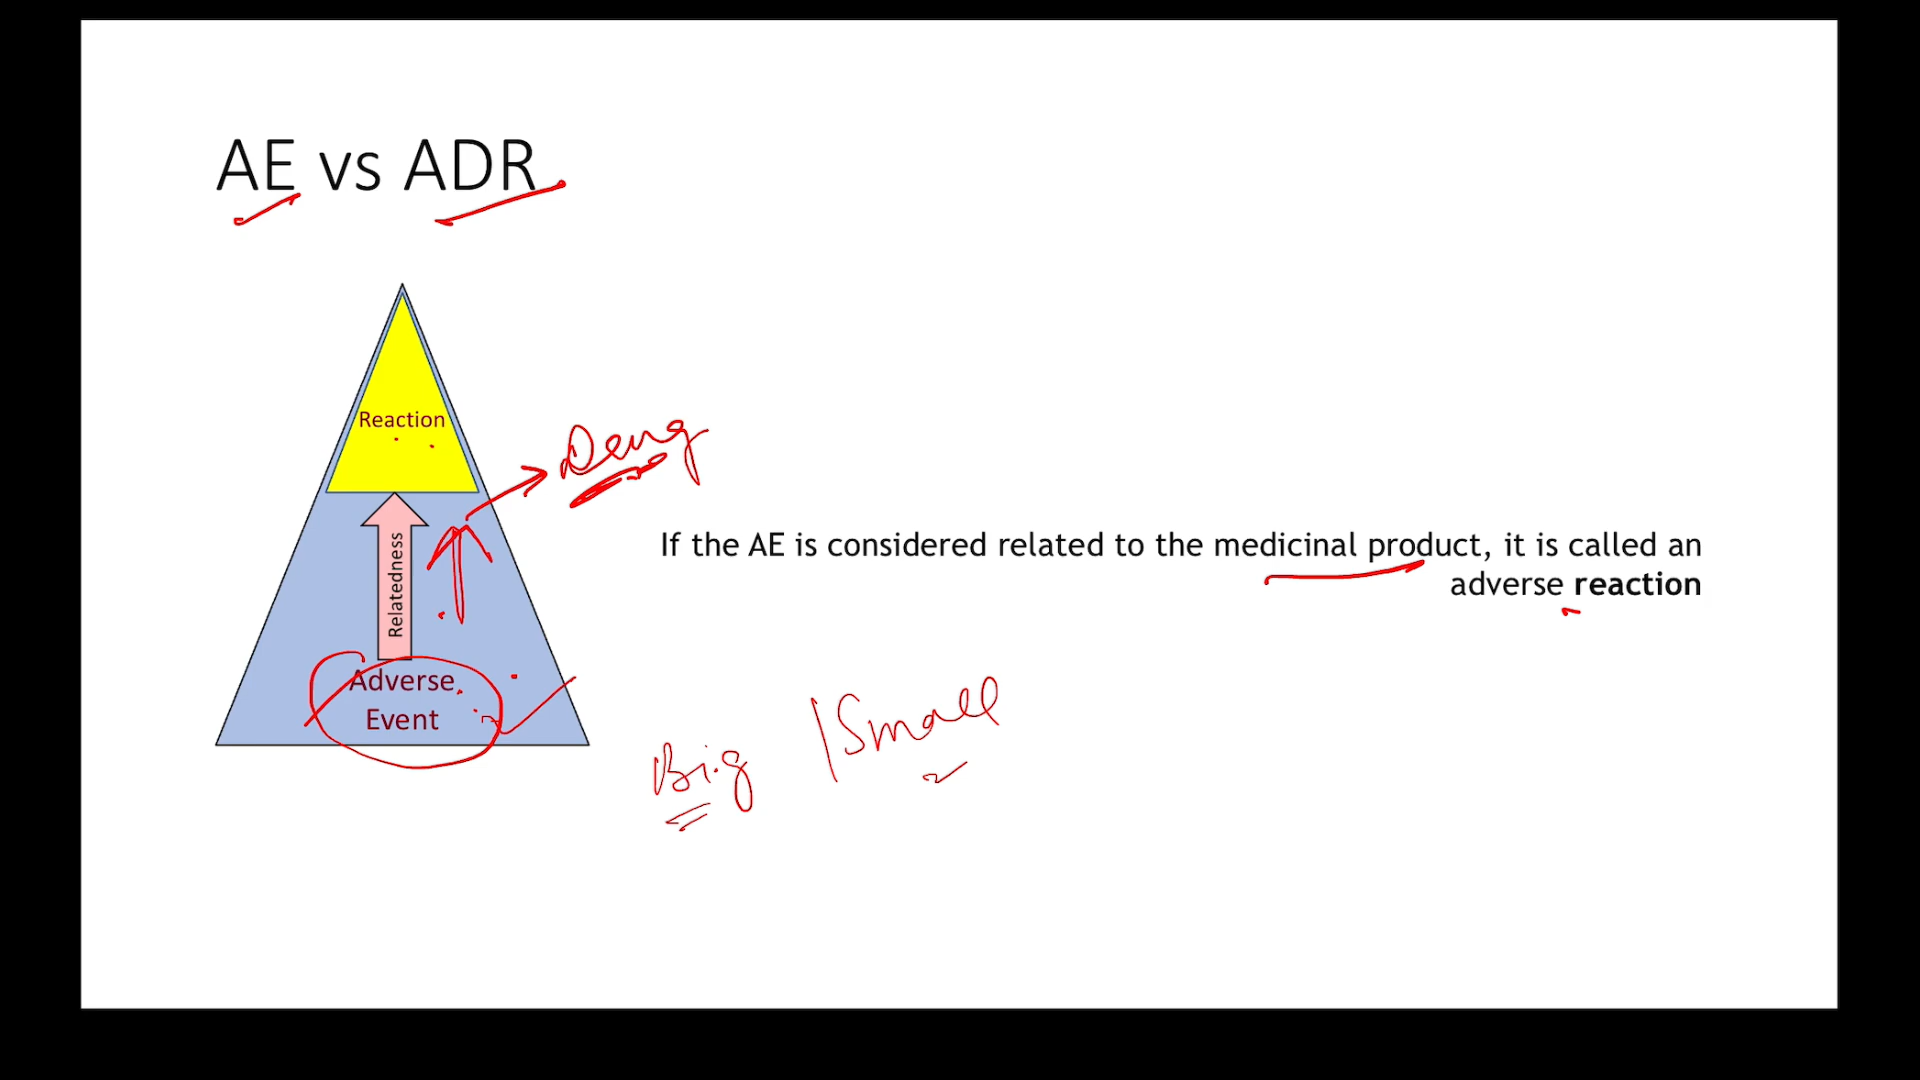 AE vs ADR
Reaction
Drug
Relatedness
If the AE is considered related to the medicinal product, it is called an
adverse reaction
Adverse
Event
Big | Small